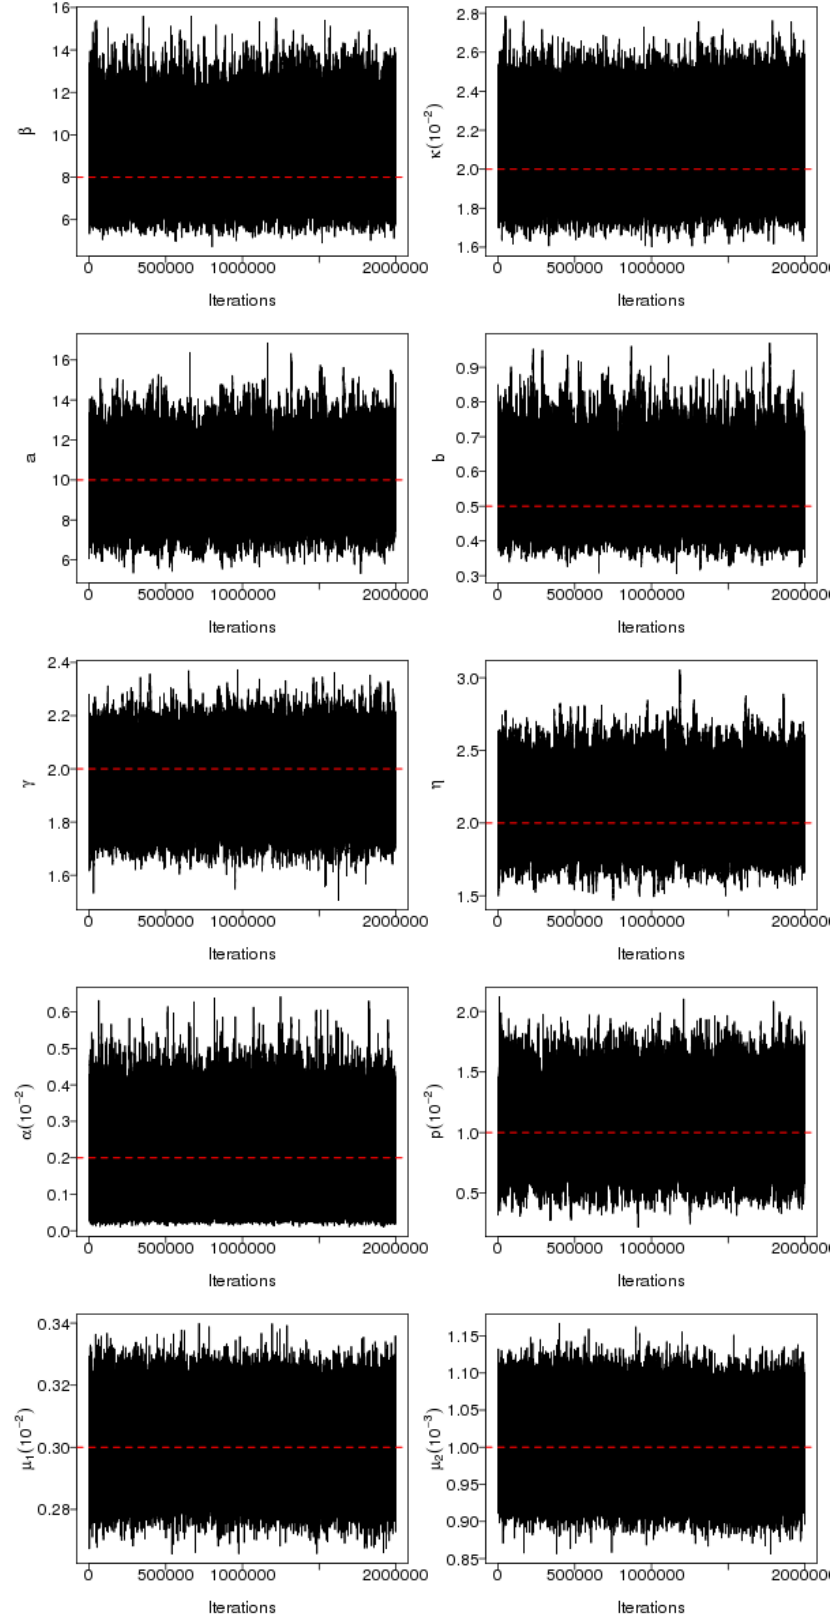 16
14
12
10
8
6
β
0 500000 1000000 2000000
Iterations
2.8
2.6
2.4
2.2
2.0
1.8
1.6
κ(10⁻²)
0 500000 1000000 200000
Iterations
16
14
12
10
8
6
a
0 500000 1000000 2000000
Iterations
0.9
0.8
0.7
0.6
0.5
0.4
0.3
b
0 500000 1000000 200000
Iterations
2.4
2.2
2.0
1.8
1.6
γ
0 500000 1000000 2000000
Iterations
3.0
2.5
2.0
1.5
η
0 500000 1000000 200000
Iterations
0.6
0.5
0.4
0.3
0.2
0.1
0.0
α(10⁻²)
0 500000 1000000 2000000
Iterations
2.0
1.5
1.0
0.5
p(10⁻²)
0 500000 1000000 200000
Iterations
0.34
0.32
0.30
0.28
μ₁(10⁻²)
0 500000 1000000 2000000
Iterations
1.15
1.10
1.05
1.00
0.95
0.90
0.85
μ₂(10⁻³)
0 500000 1000000 200000
Iterations